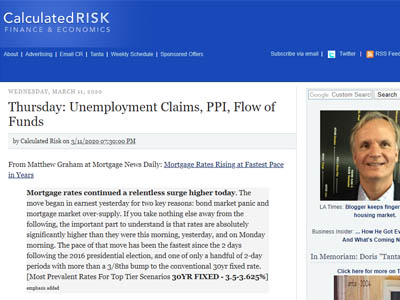 CalculatedRISK
FINANCE & ECONOMICS
About | Advertising | Email CR | Tanta | Weekly Schedule | Sponsored Offers
Subscribe via email | Twitter | RSS Feed
WEDNESDAY, MARCH 11, 2020
Thursday: Unemployment Claims, PPI, Flow of
Funds
by Calculated Risk on 3/11/2020 07:30:00 PM
From Matthew Graham at Mortgage News Daily: Mortgage Rates Rising at Fastest Pace
in Years
Mortgage rates continued a relentless surge higher today. The
move began in earnest yesterday for two key reasons: bond market panic and
mortgage market over-supply. If you take nothing else away from the
following, the important part to understand is that rates are absolutely
significantly higher than they were this morning, yesterday, and on Monday
morning. The pace of that move has been the fastest since the 2 days
following the 2016 presidential election, and one of only a handful of 2-day
periods with more than a 3/8ths bump to the conventional 30yr fixed rate.
[Most Prevalent Rates For Top Tier Scenarios 30YR FIXED - 3.5-3.625%]
emphasis added
Google Custom Search
LA Times: Blogger keeps finger
housing market.
Business Insider: ... How He Got Ev
And What's Coming N
In Memoriam: Doris "Tanta
Click here for more on T